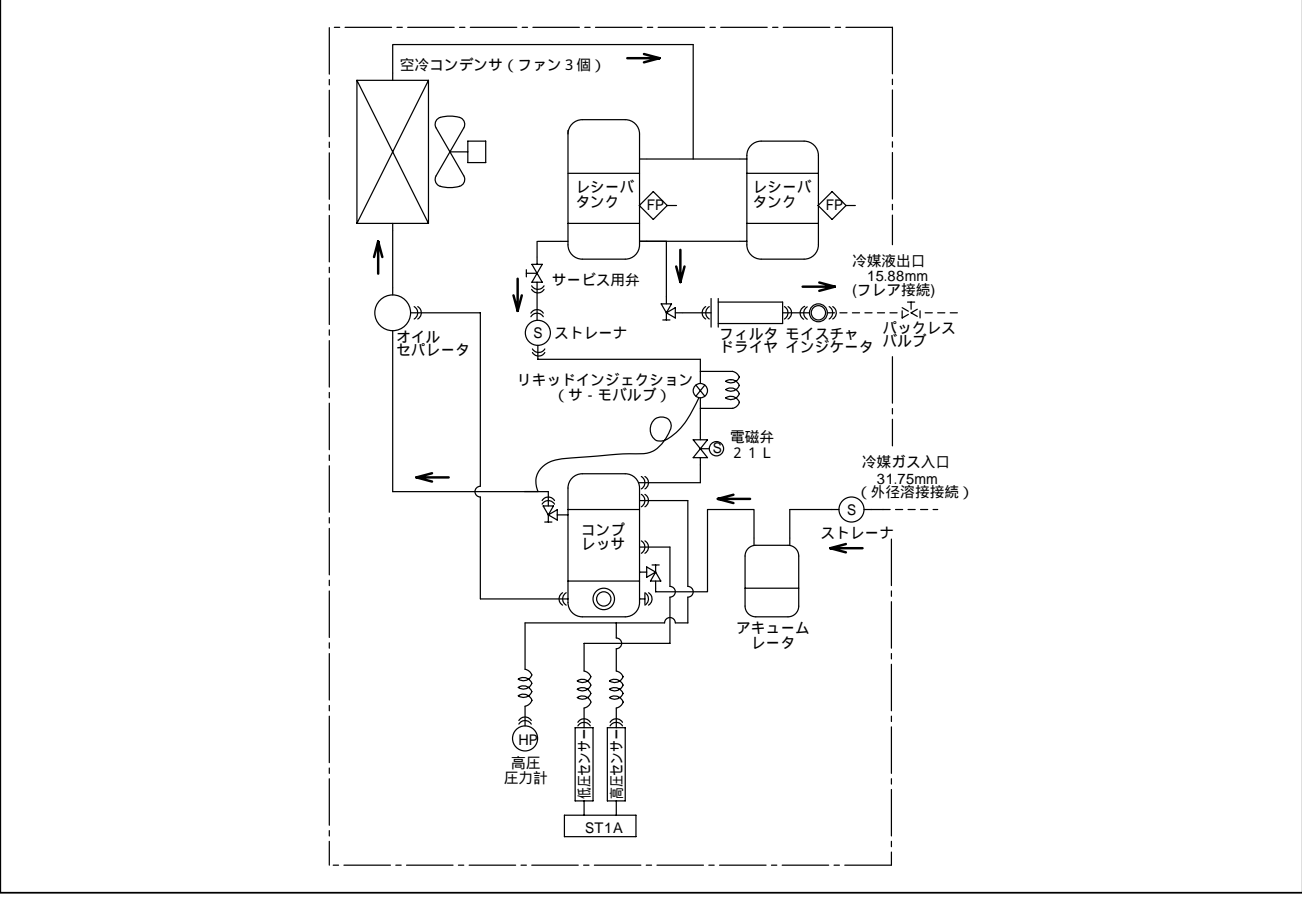 空冷コンデンサ（ファン３個）
レシーバ
タンク
FP
レシーバ
タンク
FP
冷媒液出口
15.88mm
(フレア接続)
サービス用弁
オイル
セパレータ
S
ストレーナ
フィルタ
ドライヤ
モイスチャ
インジケータ
パックレス
バルブ
リキッドインジェクション
（サ‐モバルブ）
電磁弁
２１Ｌ
S
冷媒ガス入口
31.75mm
（外径溶接接続）
S
ストレーナ
コンプ
レッサ
アキューム
レータ
HP
高圧
圧力計
低圧センサー
高圧センサー
ST1A